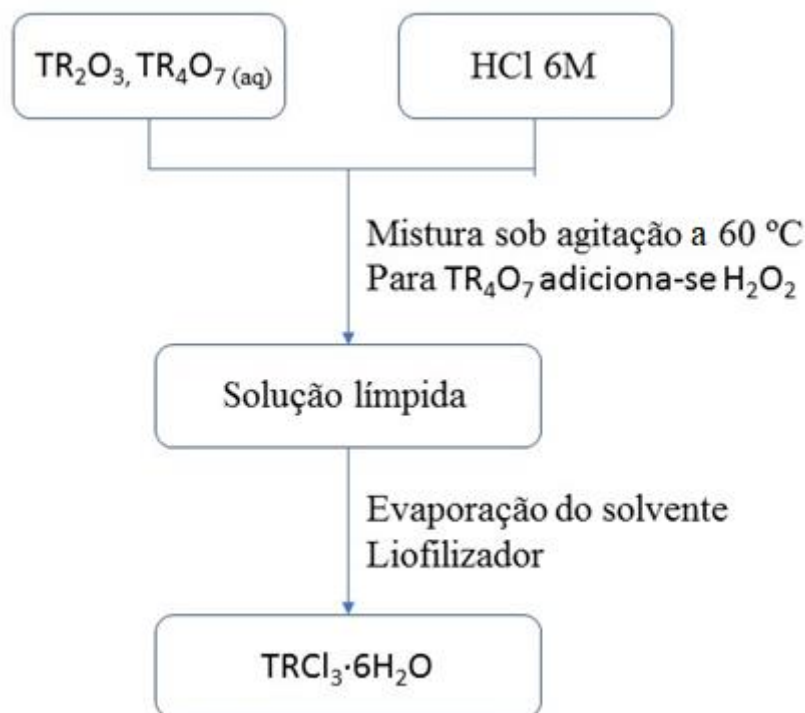 TR₂O₃, TR₄O₇ (aq)
HCl 6M
Mistura sob agitação a 60 ºC
Para TR₄O₇ adiciona-se H₂O₂
Solução límpida
Evaporação do solvente
Liofilizador
TRCl₃·6H₂O